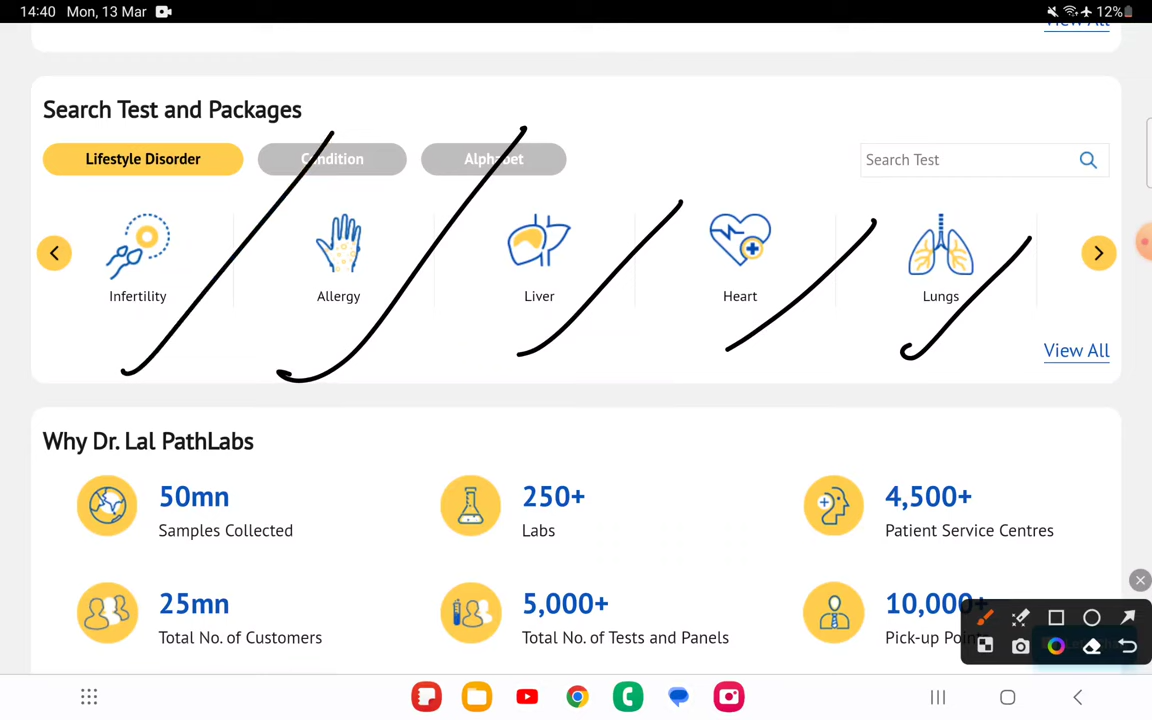 14:40 Mon, 13 Mar 12%
View All
Search Test and Packages
Lifestyle Disorder Condition Alphabet Search Test
Infertility Allergy Liver Heart Lungs
View All
Why Dr. Lal PathLabs
50mn 250+ 4,500+
Samples Collected Labs Patient Service Centres
25mn 5,000+ 10,000+
Total No. of Customers Total No. of Tests and Panels Pick-up Points